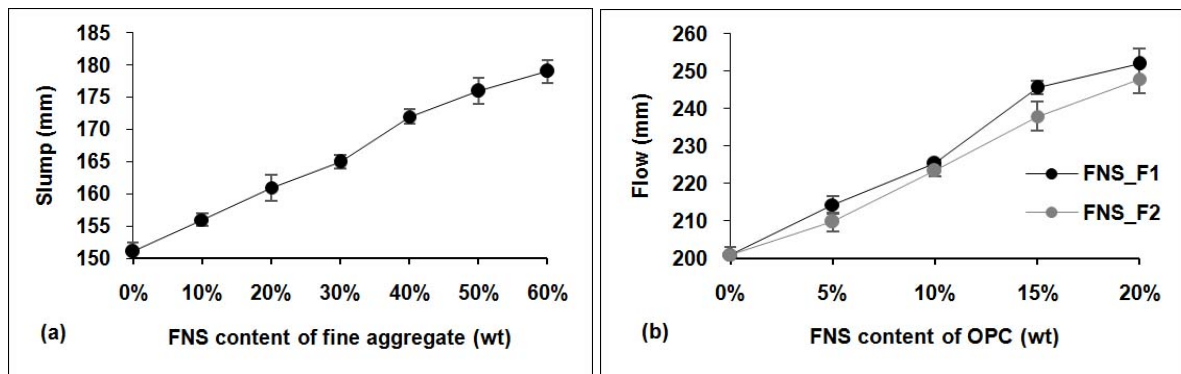 185
180
175
170
165
160
155
150
Slump (mm)
0% 10% 20% 30% 40% 50% 60%
(a) FNS content of fine aggregate (wt)
260
250
240
230
220
210
200
Flow (mm)
FNS_F1
FNS_F2
0% 5% 10% 15% 20%
(b) FNS content of OPC (wt)